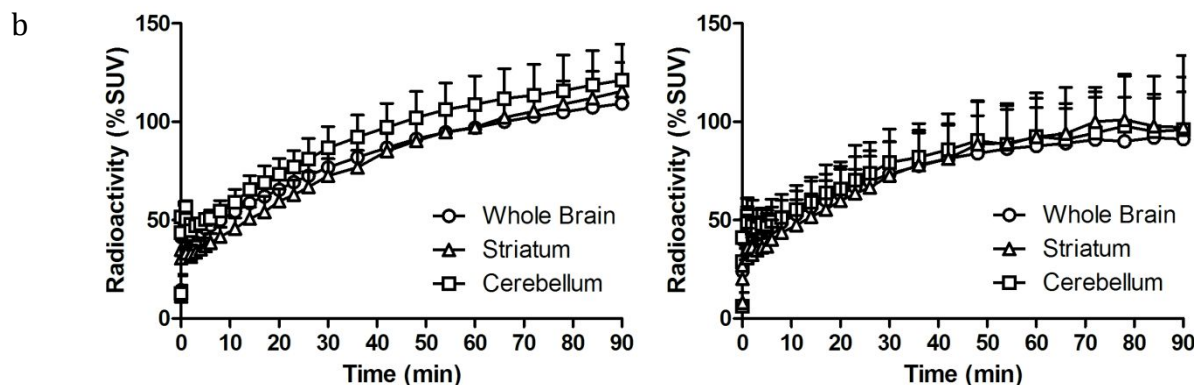 b
Radioactivity (%SUV)
150
100
50
0
Whole Brain
Striatum
Cerebellum
0 10 20 30 40 50 60 70 80 90
Time (min)
Radioactivity (%SUV)
150
100
50
0
Whole Brain
Striatum
Cerebellum
0 10 20 30 40 50 60 70 80 90
Time (min)